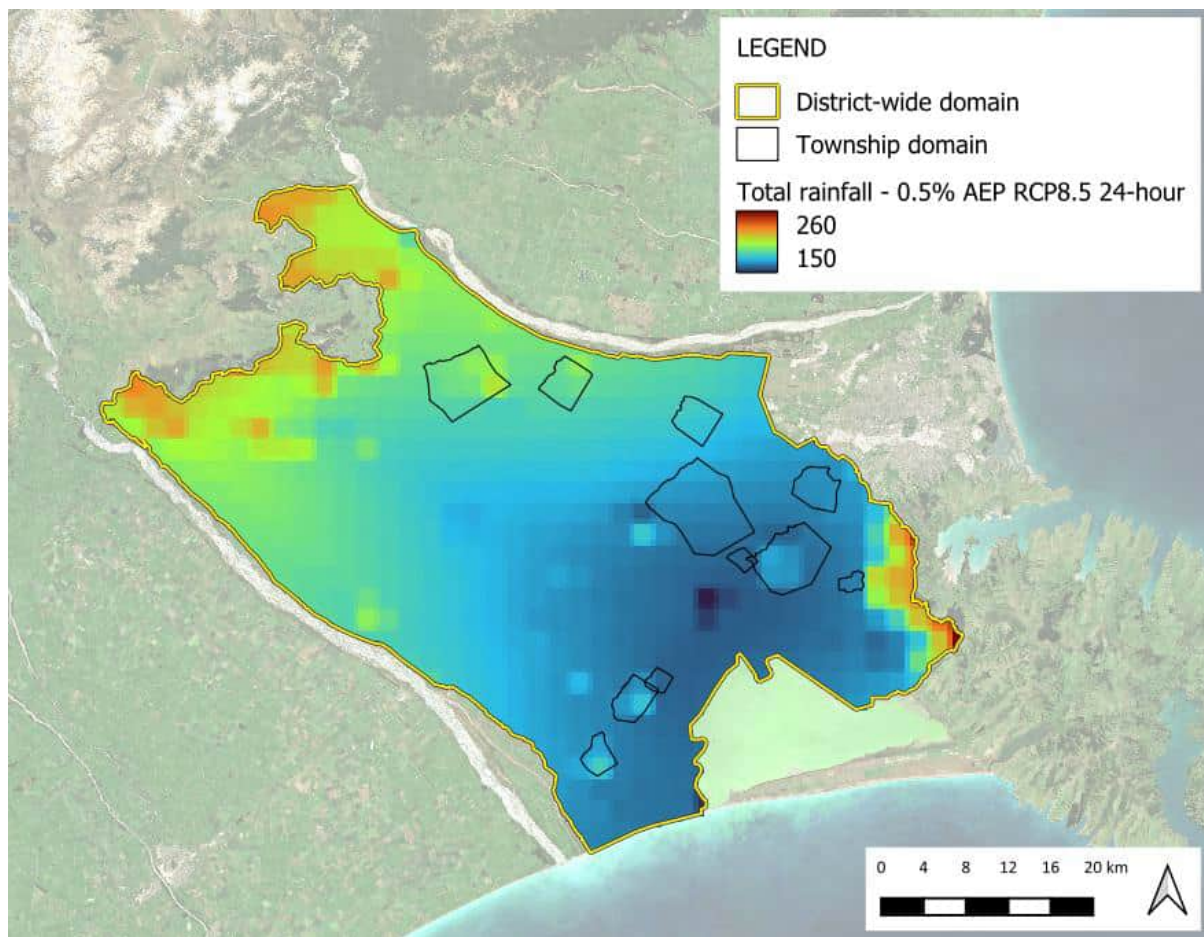 LEGEND
District-wide domain
Township domain
Total rainfall - 0.5% AEP RCP8.5 24-hour
260
150
0 4 8 12 16 20 km